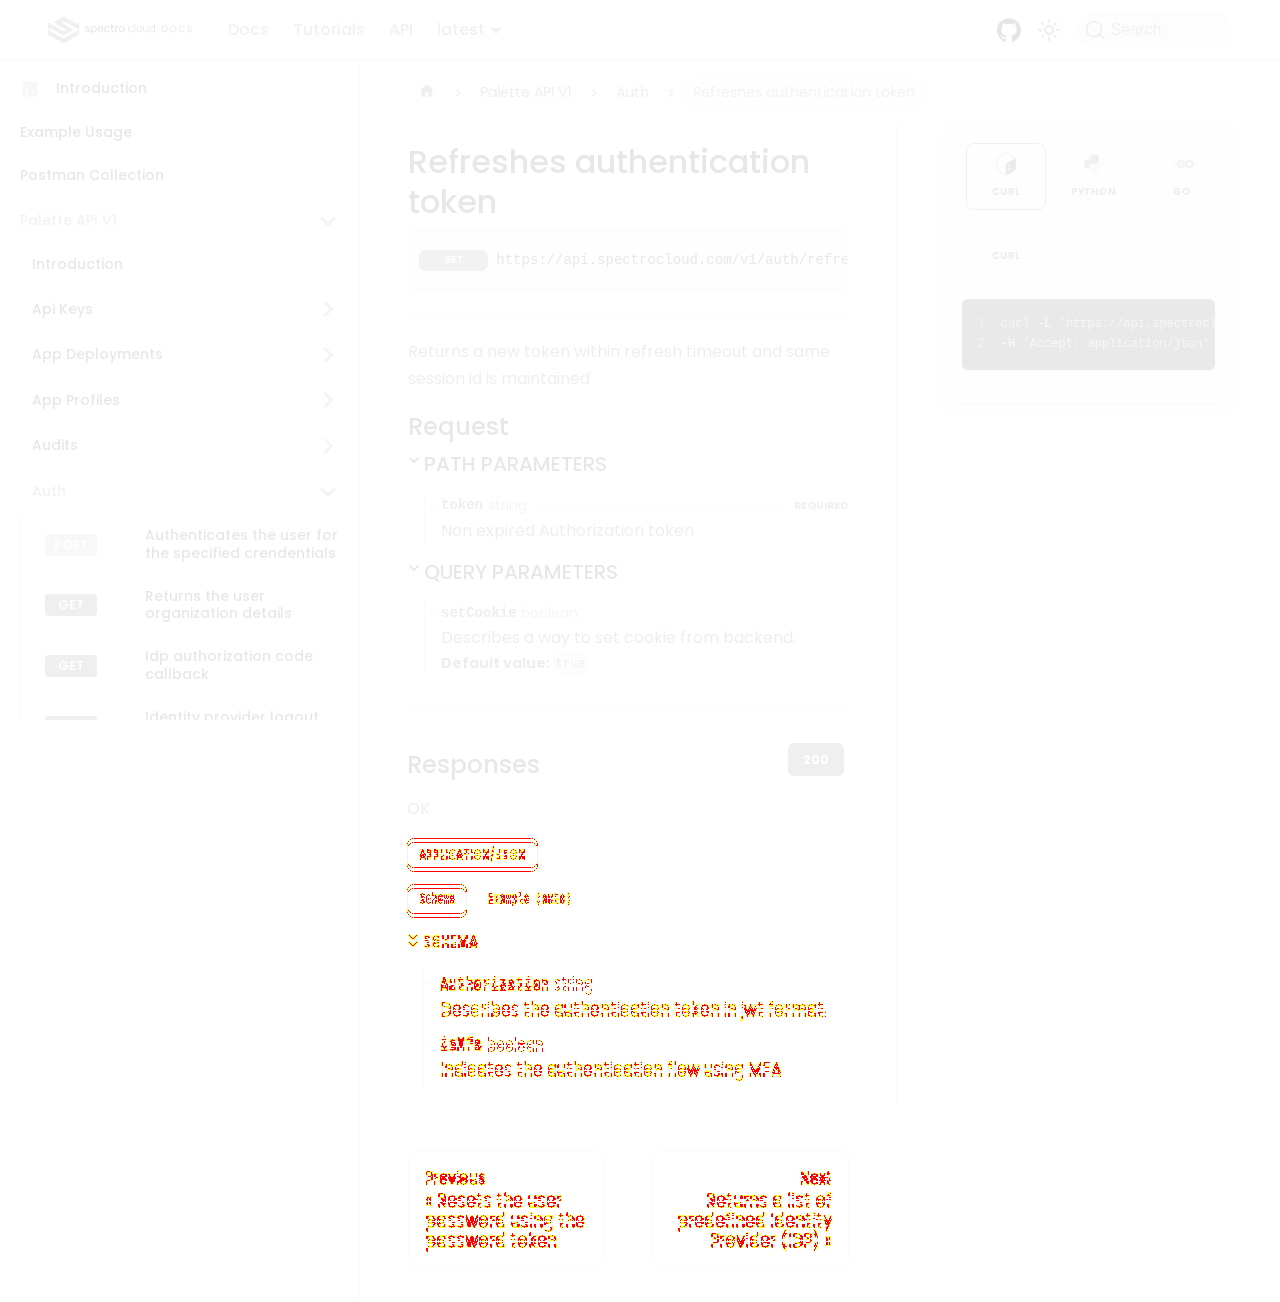 spectro cloud DOCS Docs Tutorials API latest Search
Introduction
Example Usage
Postman Collection
Palette API V1
Introduction
Api Keys
App Deployments
App Profiles
Audits
Auth
POST Authenticates the user for
the specified crendentials
GET Returns the user
organization details
GET Idp authorization code
callback
Identity provider logout
Palette API V1 Auth Refreshes authentication token
Refreshes authentication
token
GET https://api.spectrocloud.com/v1/auth/refre
Returns a new token within refresh timeout and same
session id is maintained
Request
PATH PARAMETERS
token string REQUIRED
Non expired Authorization token
QUERY PARAMETERS
setCookie boolean
Describes a way to set cookie from backend.
Default value: true
Responses 200
OK
application/json
Schema Example (auto)
SCHEMA
Authorization string
Describes the authentication token in jwt format
isMfa boolean
Indicates the authentication flow using MFA
Previous
« Resets the user
password using the
password token
Next
Returns a list of
predefined Identity
Provider (IDP) »
CURL PYTHON GO
CURL
1 curl -L 'https://api.spectrocl
2 -H 'Accept: application/json'